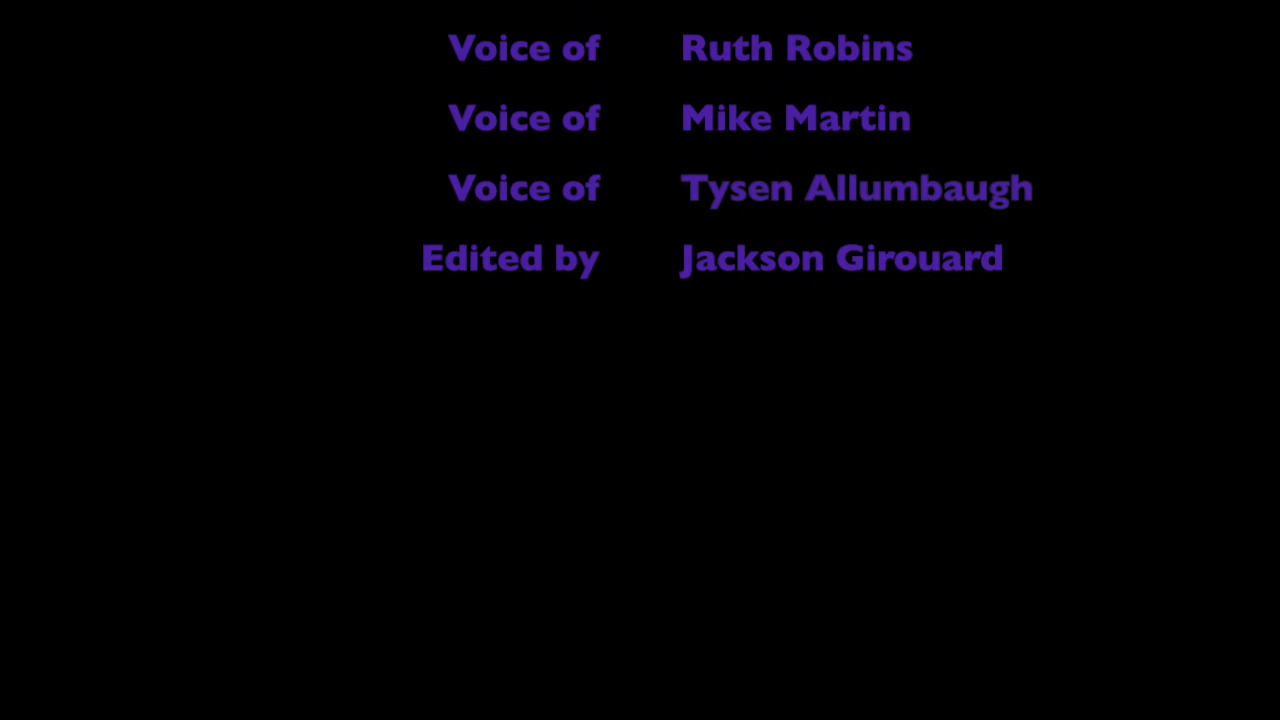 Voice of Ruth Robins
Voice of Mike Martin
Voice of Tysen Allumbaugh
Edited by Jackson Girouard